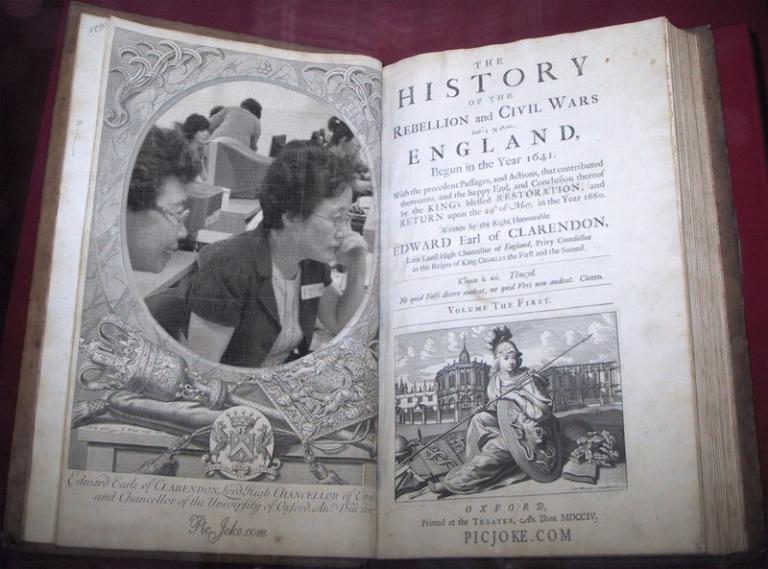 Edward Earle of CLARENDON Lord High CHANCELLOR of
and Chancellor of the University of Oxford. An.º Dni
Pic Joke.com
THE
HISTORY
OF THE
REBELLION and CIVIL WARS
IN
ENGLAND,
Begun in the Year 1641.
With the precedent Passages, and Actions, that contributed
thereunto, and the happy End, and Conclusion thereof
by the KING's blessed RESTORATION, and
RETURN upon the 29th of May, in the Year 1660.
Written by the Right Honourable
EDWARD Earl of CLARENDON,
Late Lord High Chancellor of England, Privy Counsellor
in the Reigns of King CHARLES the First and the Second.
Thucyd.
Ne quid Falsi dicere audeat, ne quid Veri non audeat. Cicero.
VOLUME THE FIRST.
OXFORD,
Printed at the THEATER, An. Dom. MDCCIV.
PICJOKE.COM